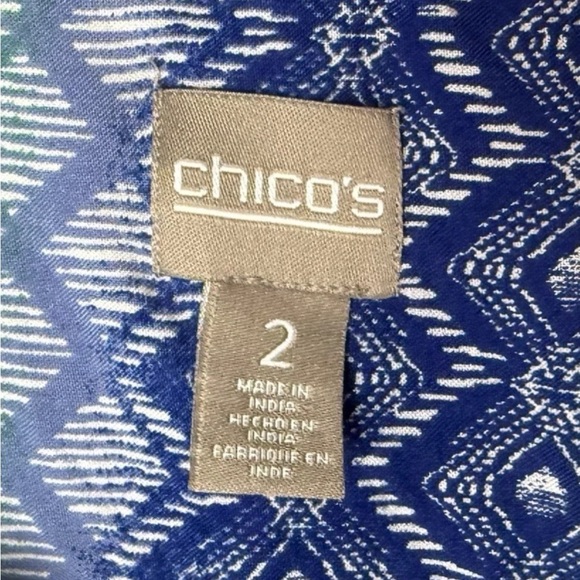 chico's
2
MADE IN
INDIA
HECHO EN
INDIA
FABRIQUE EN
INDE